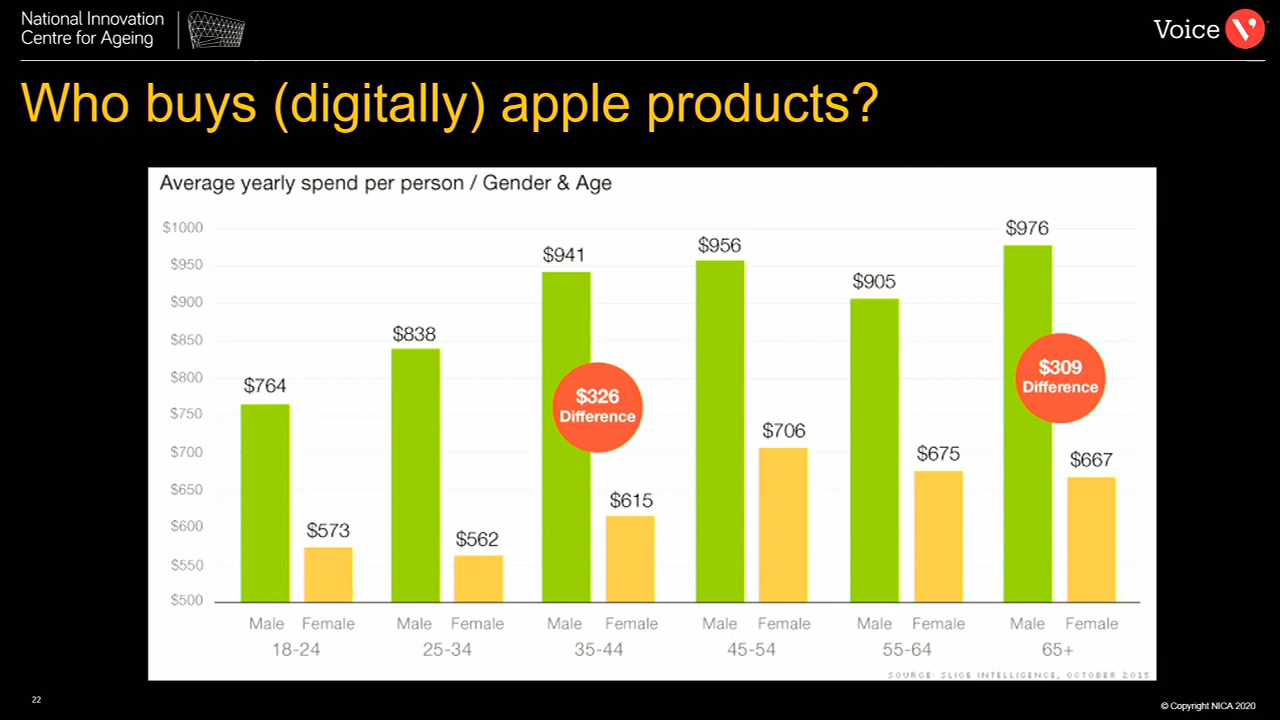 National Innovation
Centre for Ageing
Voice
Who buys (digitally) apple products?
Average yearly spend per person / Gender & Age
$1000
$950
$900
$850
$800
$750
$700
$650
$600
$550
$500
$764
$573
$838
$562
$941
$326
Difference
$615
$956
$706
$905
$675
$976
$309
Difference
$667
Male Female Male Female Male Female Male Female Male Female Male Female
18-24 25-34 35-44 45-54 55-64 65+
SOURCE: SLICE INTELLIGENCE, OCTOBER 2015
22
© Copyright NICA 2020